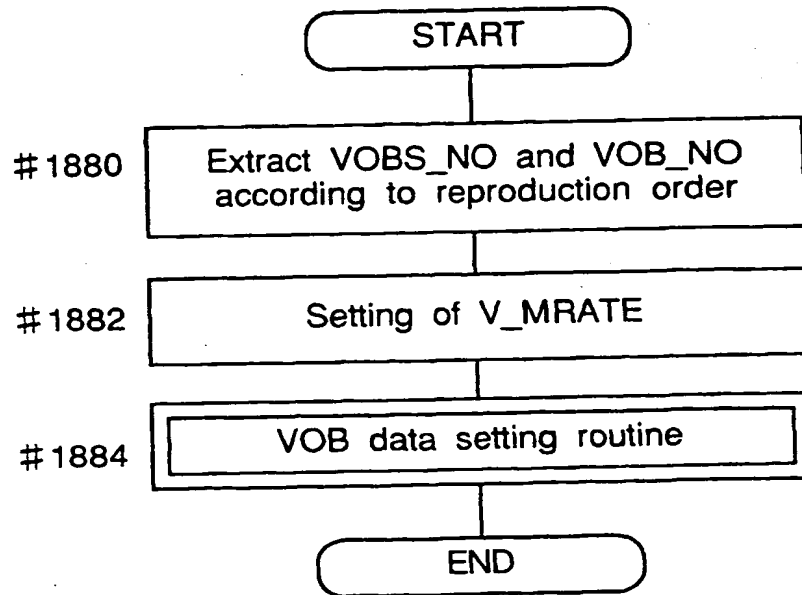 START
#1880
Extract VOBS_NO and VOB_NO
according to reproduction order
#1882
Setting of V_MRATE
#1884
VOB data setting routine
END